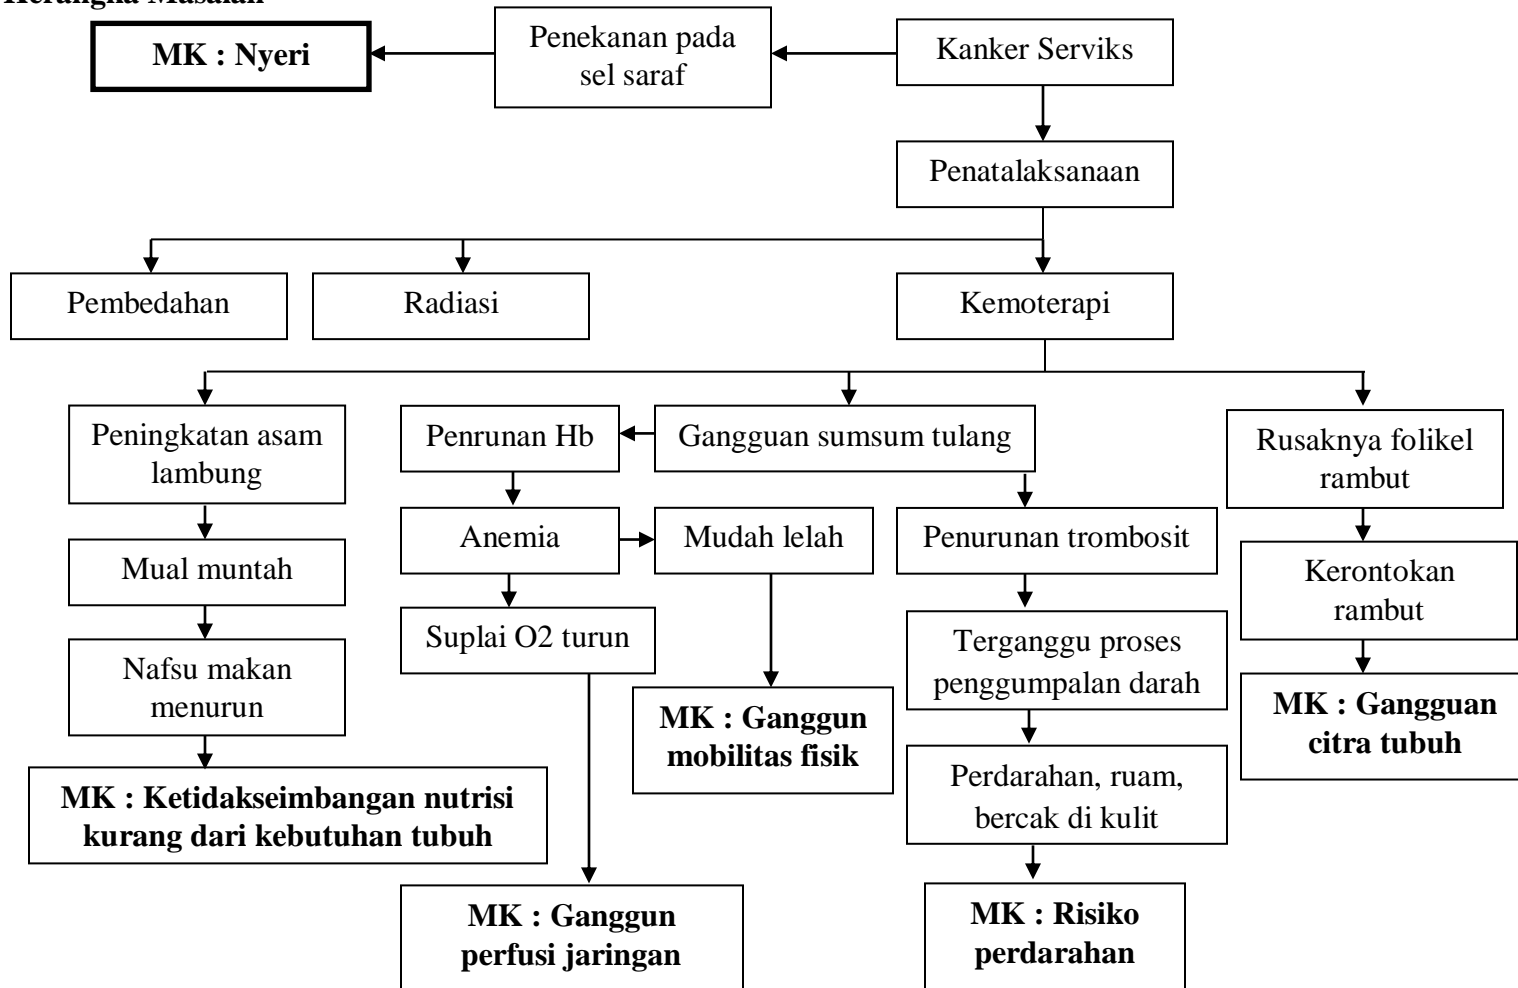 Kerangka Masalah
MK : Nyeri
Penekanan pada
sel saraf
Kanker Serviks
Penatalaksanaan
Pembedahan
Radiasi
Kemoterapi
Peningkatan asam
lambung
Penrunan Hb
Gangguan sumsum tulang
Rusaknya folikel
rambut
Anemia
Mudah lelah
Penurunan trombosit
Mual muntah
Kerontokan
rambut
Suplai O2 turun
Terganggu proses
penggumpalan darah
Nafsu makan
menurun
MK : Ganggun
mobilitas fisik
MK : Gangguan
citra tubuh
Perdarahan, ruam,
bercak di kulit
MK : Ketidakseimbangan nutrisi
kurang dari kebutuhan tubuh
MK : Ganggun
perfusi jaringan
MK : Risiko
perdarahan